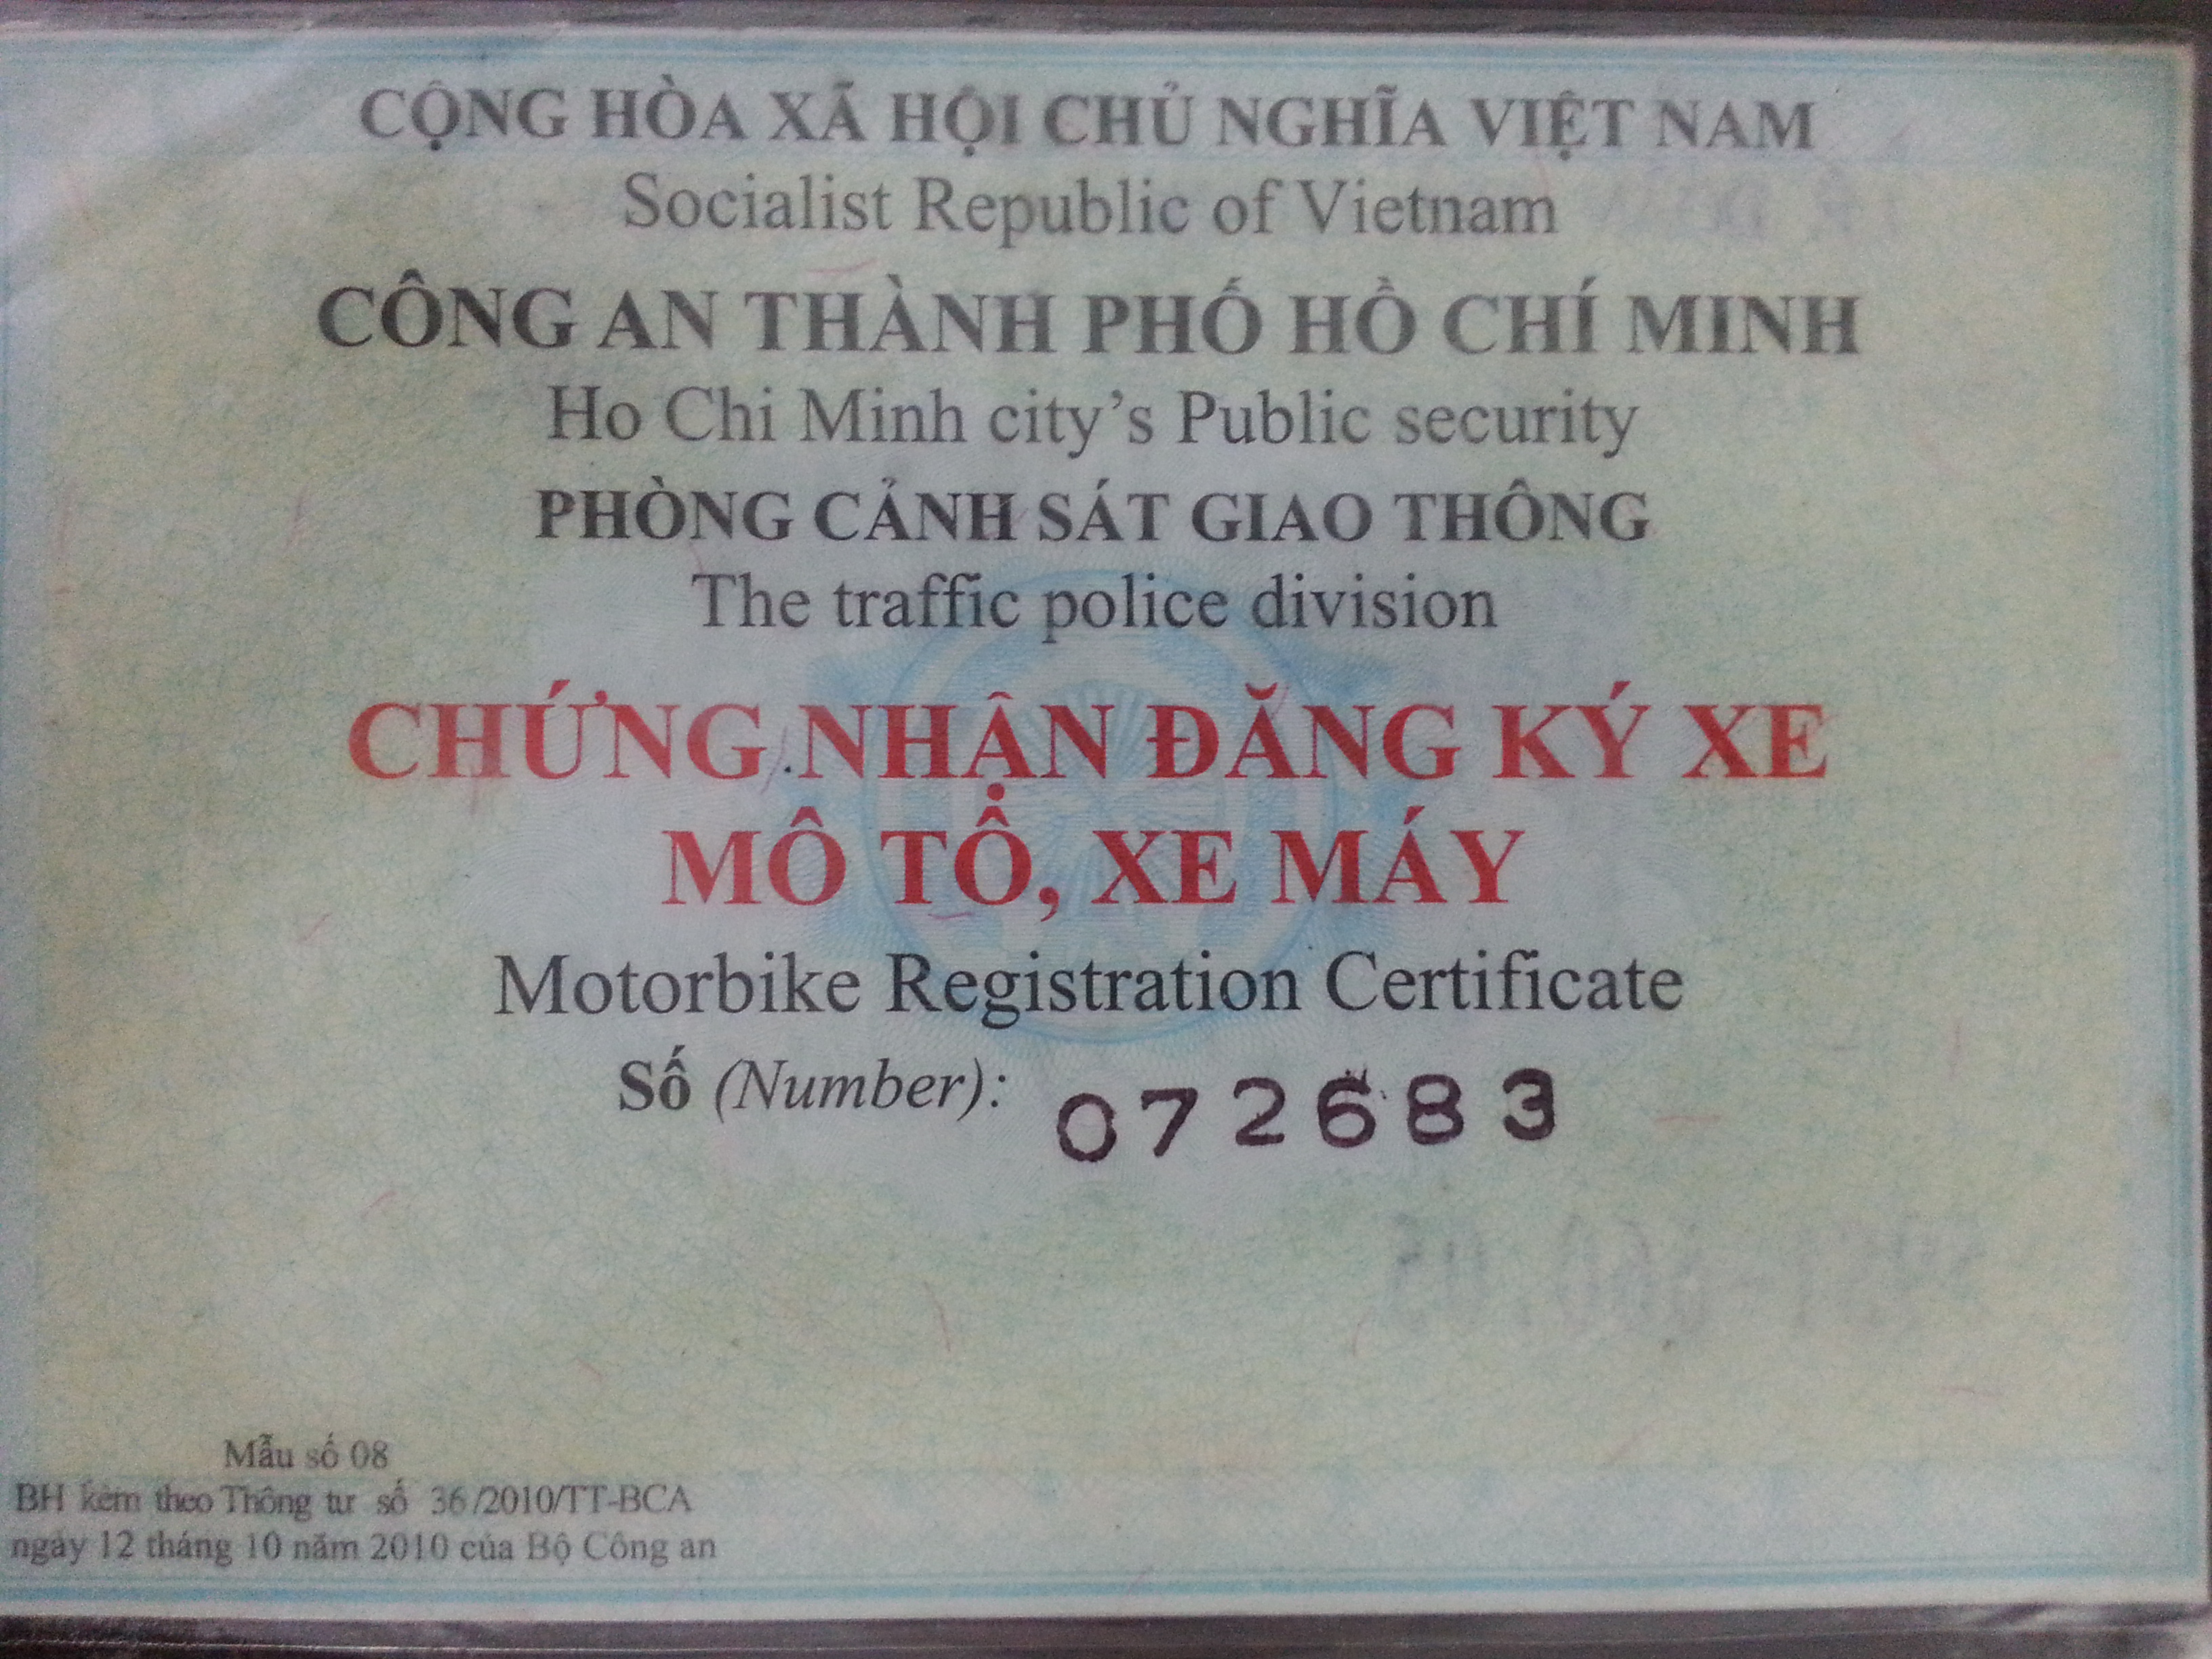 CỘNG HÒA XÃ HỘI CHỦ NGHĨA VIỆT NAM
Socialist Republic of Vietnam
CÔNG AN THÀNH PHỐ HỒ CHÍ MINH
Ho Chi Minh city's Public security
PHÒNG CẢNH SÁT GIAO THÔNG
The traffic police division
CHỨNG NHẬN ĐĂNG KÝ XE
MÔ TÔ, XE MÁY
Motorbike Registration Certificate
Số (Number): 072683
Mẫu số 08
BH kèm theo Thông tư số 36/2010/TT-BCA
ngày 12 tháng 10 năm 2010 của Bộ Công an